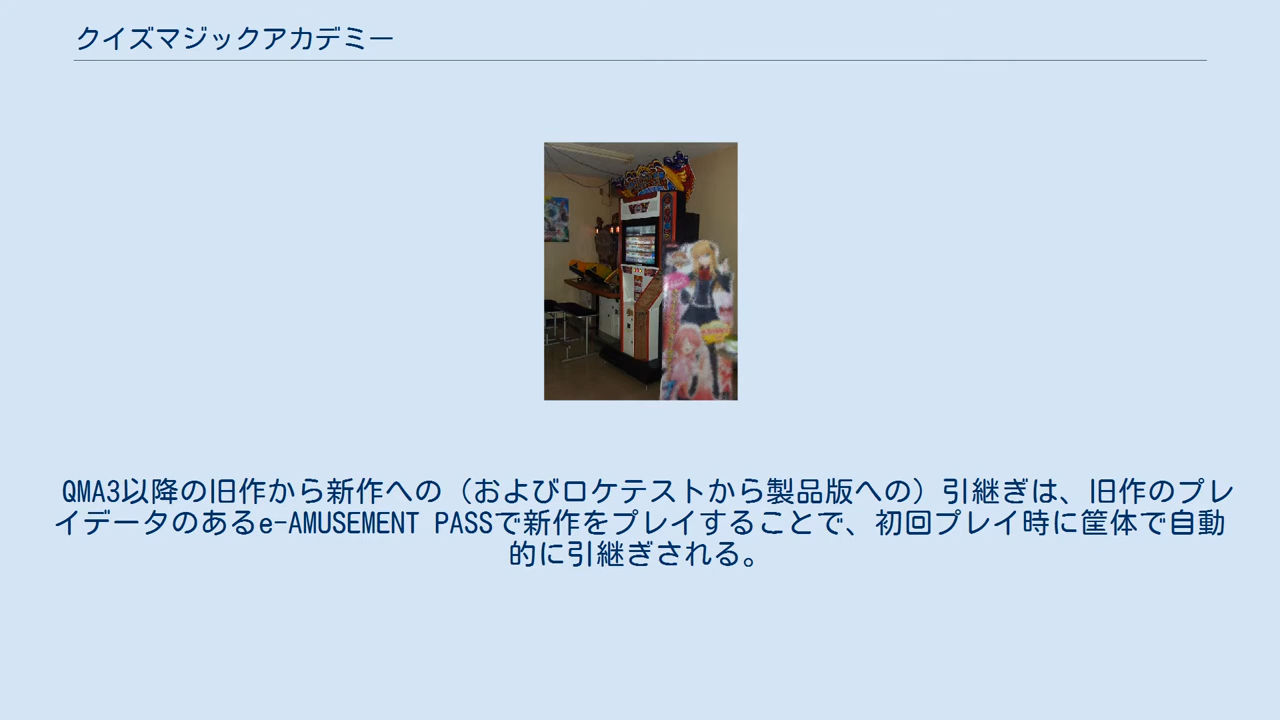 クイズマジックアカデミー
QMA3以降の旧作から新作への（およびロケテストから製品版への）引継ぎは、旧作のプレ
イデータのあるe-AMUSEMENT PASSで新作をプレイすることで、初回プレイ時に筐体で自動
的に引継ぎされる。